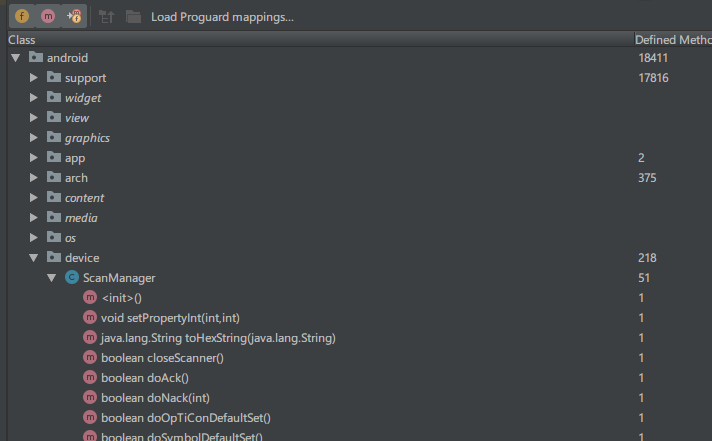 f m m f Load Proguard mappings...
Class Defined Metho
android 18411
support 17816
widget
view
graphics
app 2
arch 375
content
media
os
device 218
C ScanManager 51
m <init>() 1
m void setPropertyInt(int,int) 1
m java.lang.String toHexString(java.lang.String) 1
m boolean closeScanner() 1
m boolean doAck() 1
m boolean doNack(int) 1
m boolean doOpTiConDefaultSet() 1
m boolean doSymbolDefaultSet() 1